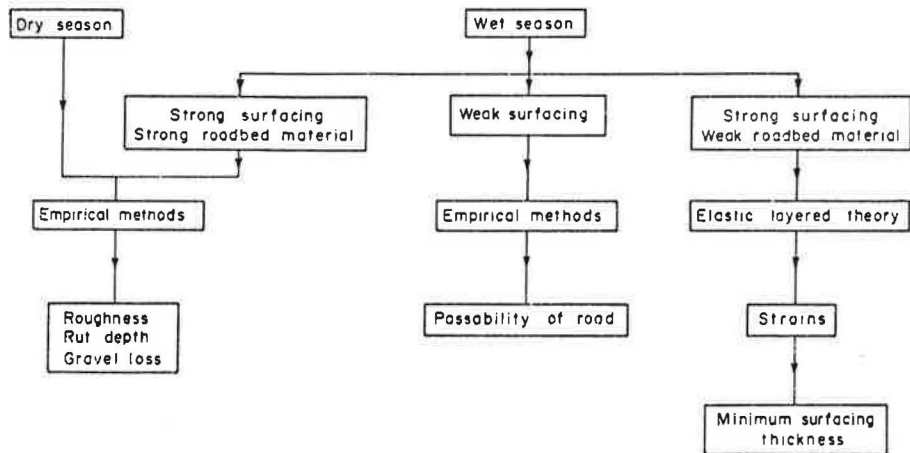 Dry season
Wet season
Strong surfacing
Strong roadbed material
Weak surfacing
Strong surfacing
Weak roadbed material
Empirical methods
Empirical methods
Elastic layered theory
Roughness
Rut depth
Gravel loss
Passability of road
Strains
Minimum surfacing
thickness